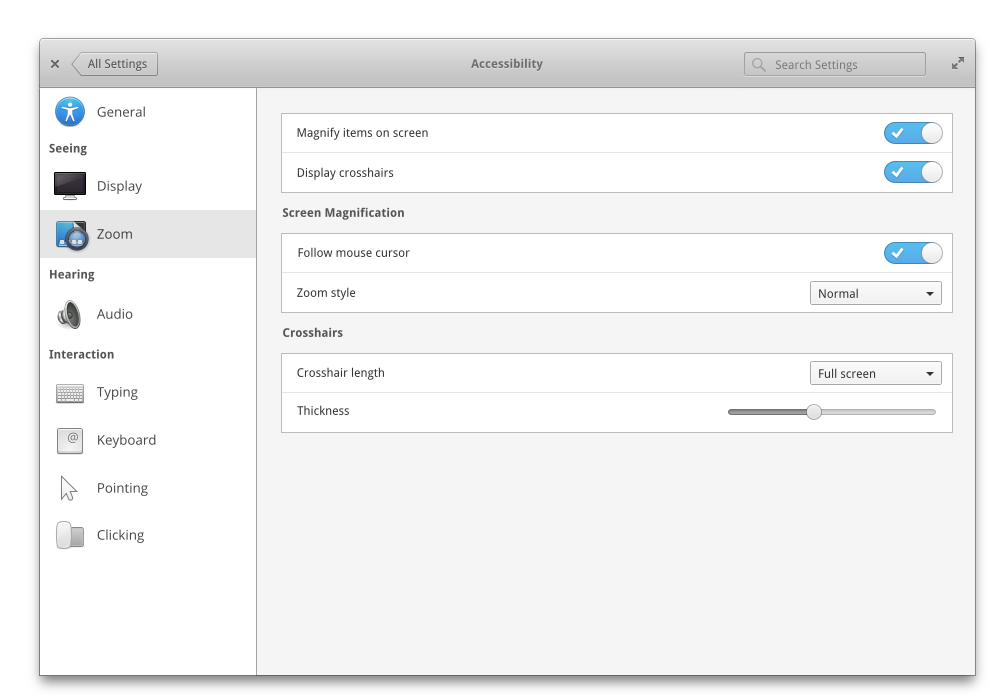 All Settings
Accessibility
Search Settings
General
Seeing
Display
Zoom
Hearing
Audio
Interaction
Typing
@
Keyboard
Pointing
Clicking
Magnify items on screen
Display crosshairs
Screen Magnification
Follow mouse cursor
Zoom style
Normal
Crosshairs
Crosshair length
Full screen
Thickness